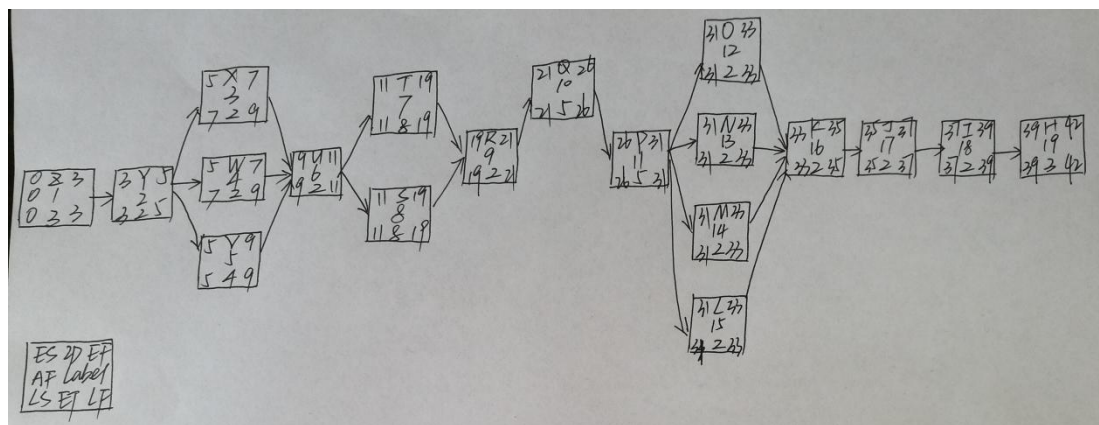 0 Z 3
0 1
0 3 3
3 Y 5
2
3 2 5
5 X 7
3
7 2 9
5 W 7
4
7 2 9
5 V 9
5
5 4 9
9 U 11
6
9 2 11
11 T 19
7
11 8 19
11 S 19
8
11 8 19
19 R 21
9
19 2 21
21 Q 26
10
21 5 26
26 P 31
11
26 5 31
31 O 33
12
31 2 33
31 N 33
13
31 2 33
31 M 33
14
31 2 33
31 L 33
15
31 2 33
33 K 35
16
33 2 35
35 J 37
17
35 2 37
37 I 39
18
37 2 39
39 H 42
19
39 3 42
ES ID EF
AF Label
LS ET LF